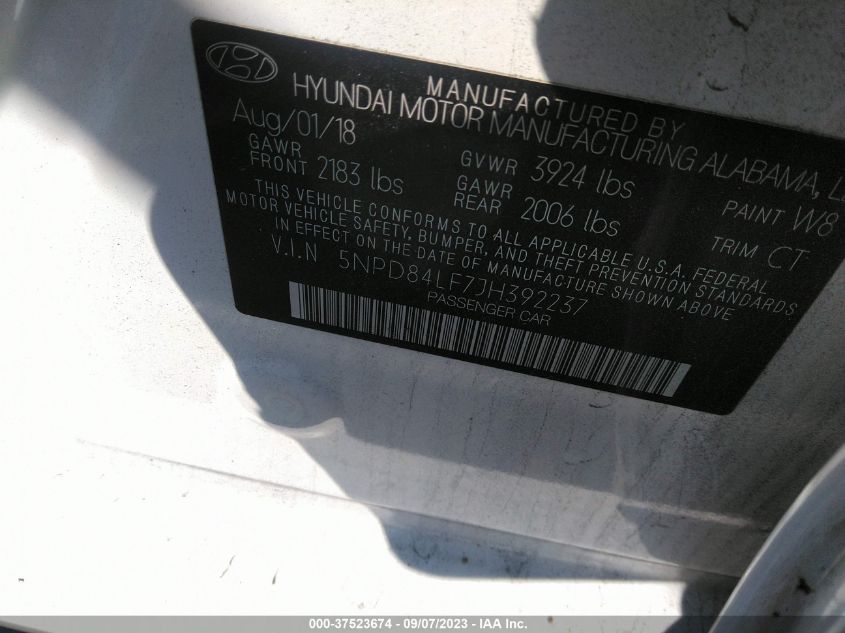 MANUFACTURED BY
HYUNDAI MOTOR MANUFACTURING ALABAMA,
Aug/01/18
GVWR 3924 lbs
PAINT W8
GAWR FRONT 2183 lbs
GAWR REAR 2006 lbs
TRIM CT
THIS VEHICLE CONFORMS TO ALL APPLICABLE U.S.A. FEDERAL
MOTOR VEHICLE SAFETY, BUMPER, AND THEFT PREVENTION STANDARDS
IN EFFECT ON THE DATE OF MANUFACTURE SHOWN ABOVE
V.I.N 5NPD84LF7JH392237
PASSENGER CAR
000-37523674 - 09/07/2023 - IAA Inc.